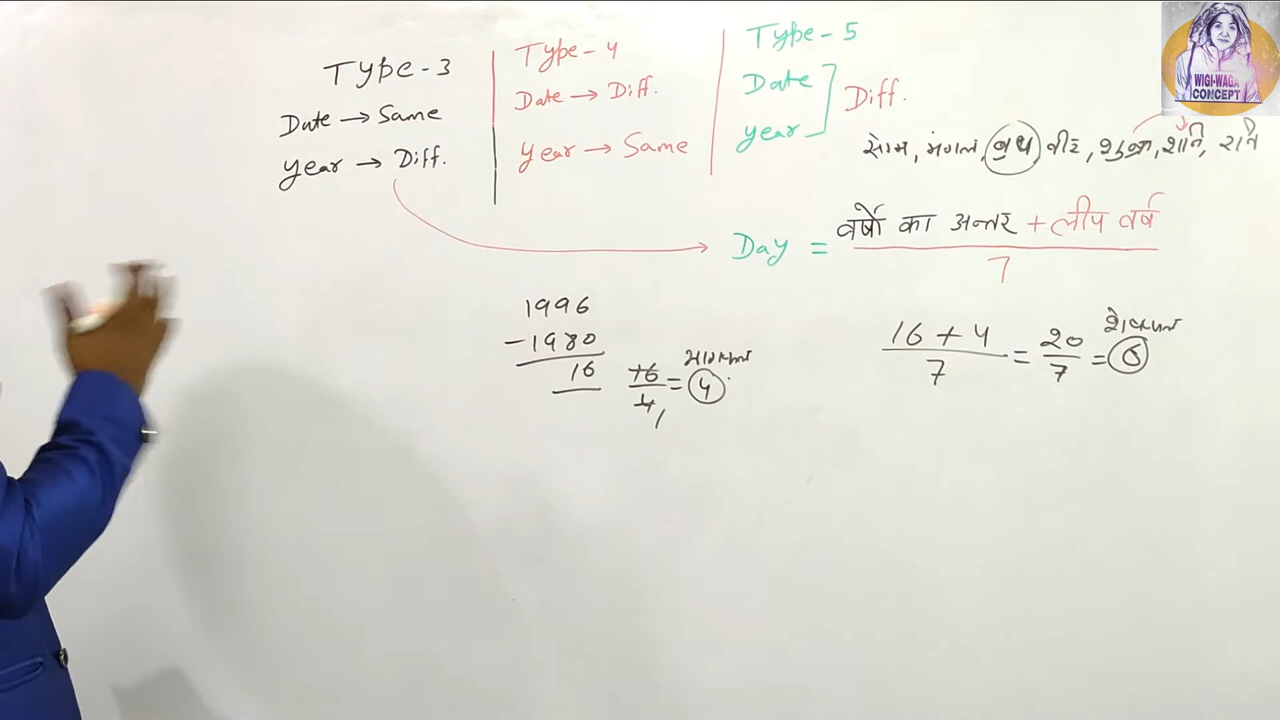 Type-3
Date → Same
Year → Diff.
Type-4
Date → Diff.
Year → Same
Type-5
Date
Year
Diff.
सोम, मंगल, बुध वीर, शुक्र, शनि, रवि
Day = वर्षो का अन्तर + लीप वर्ष
7
1996
-1980
16
16/4 = 4
भागफल
16 + 4
7
= 20/7 = 6
शेषफल
WIGI-WAGA
CONCEPT